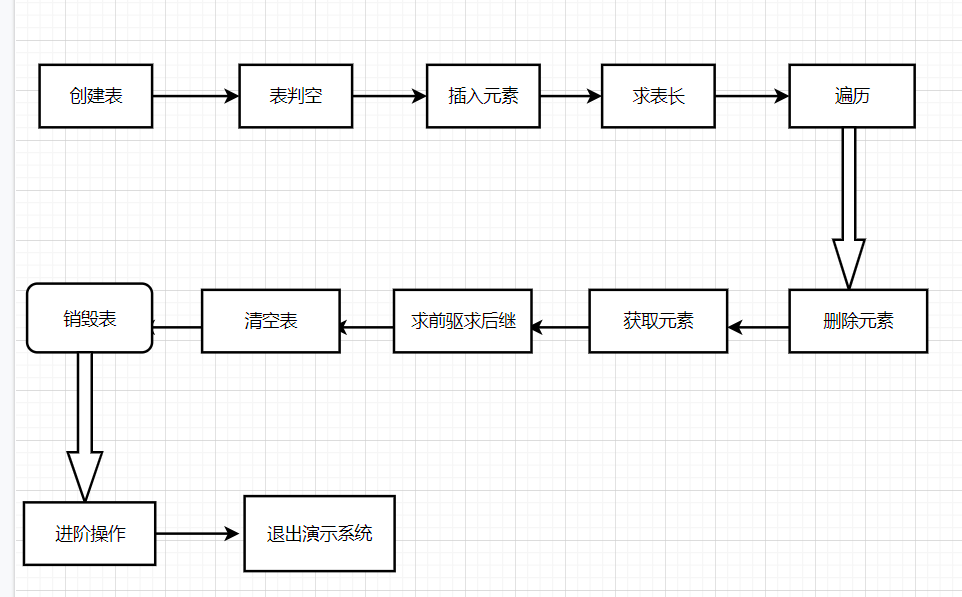 创建表
表判空
插入元素
求表长
遍历
销毁表
清空表
求前驱求后继
获取元素
删除元素
进阶操作
退出演示系统